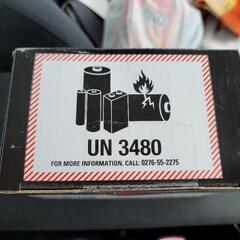 UN 3480
FOR MORE INFORMATION, CALL: 0276-55-2275